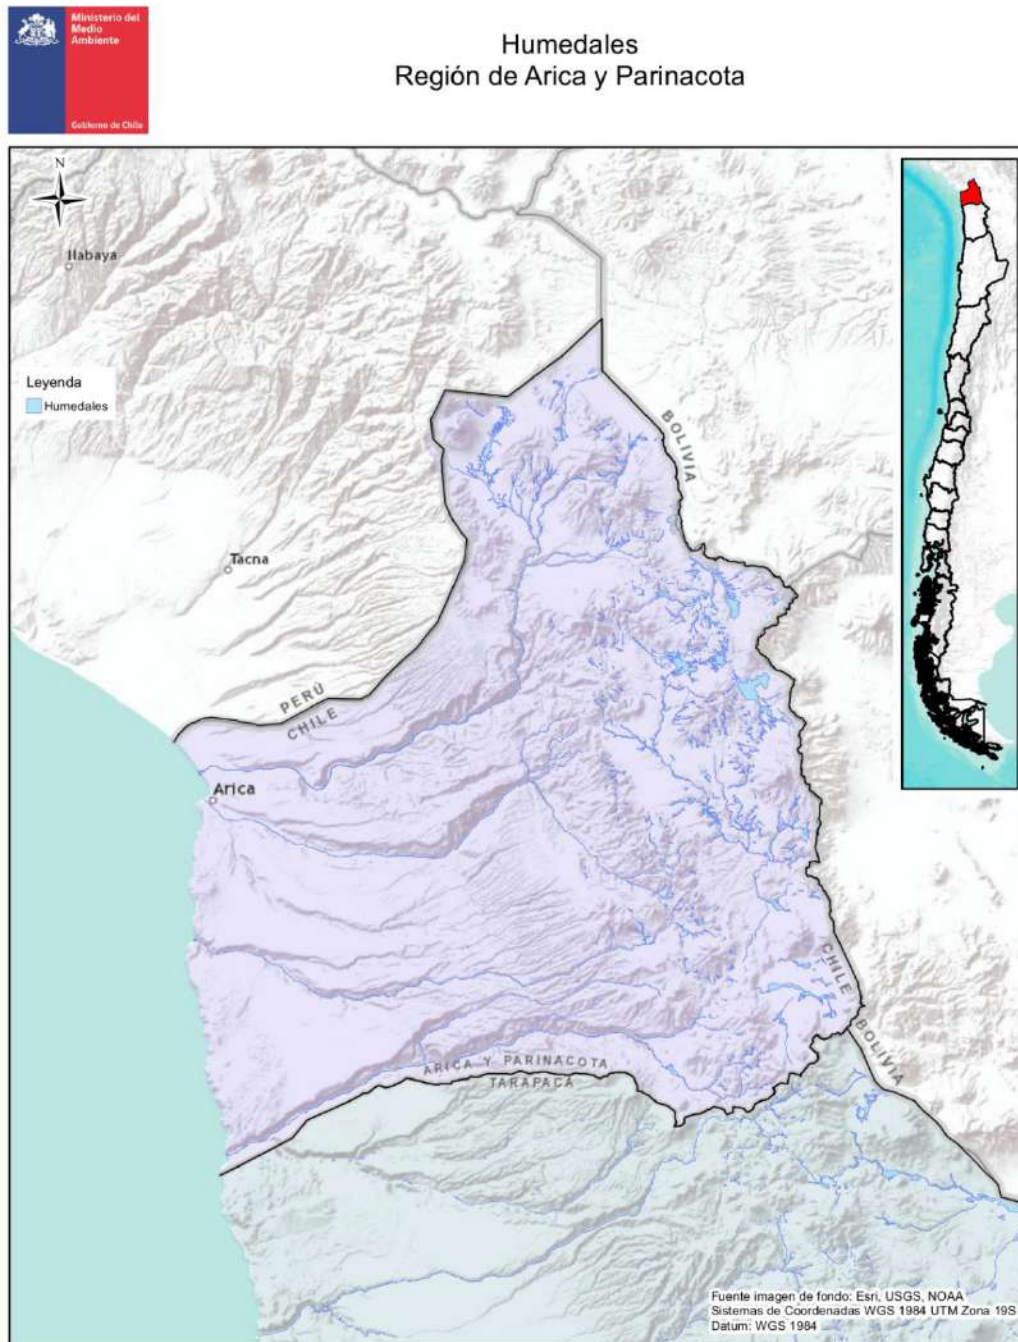 Ministerio del
Medio
Ambiente
Gobierno de Chile
Humedales
Región de Arica y Parinacota
N
Ilabaya
Leyenda
Humedales
BOLIVIA
Tacna
PERÚ
CHILE
Arica
CHILE
BOLIVIA
ARICA Y PARINACOTA
TARAPACÁ
Fuente imagen de fondo: Esri, USGS, NOAA
Sistemas de Coordenadas WGS 1984 UTM Zona 19S
Datum: WGS 1984